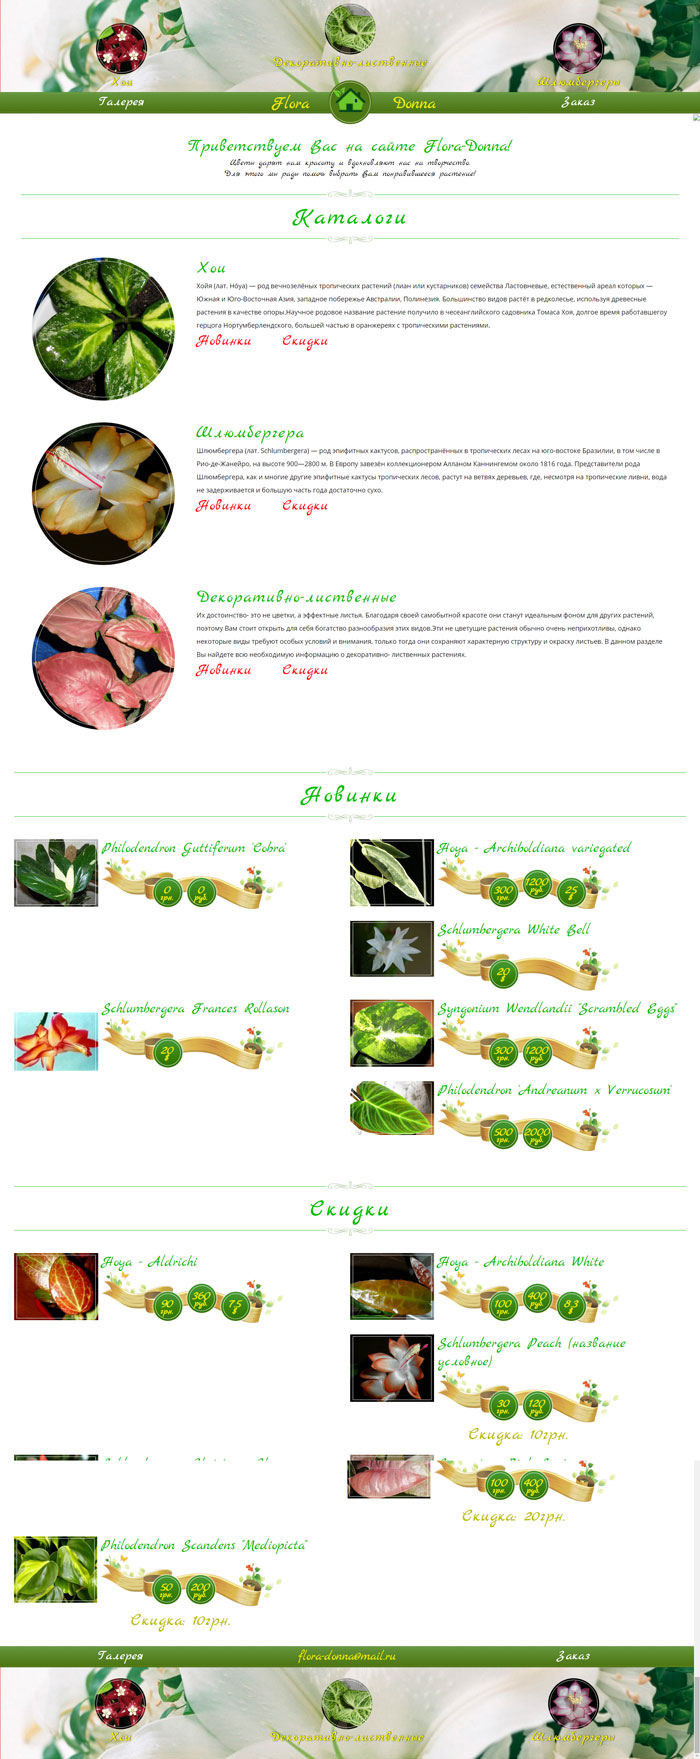 Декоративно-лиственные
Хои
Шлюмбергеры
Галерея
Flora
Donna
Заказ
Приветствуем Вас на сайте Flora-Donna!
Цветы дарят нам красоту и вдохновляют нас на творчество.
Для этого мы рады помочь выбрать Вам понравившееся растение!
Каталоги
Хои
Хойя (лат. Hóya) — род вечнозелёных тропических растений (лиан или кустарников) семейства Ластовневые, естественный ареал которых —
Южная и Юго-Восточная Азия, западное побережье Австралии, Полинезия. Большинство видов растёт в редколесье, используя древесные
растения в качестве опоры.Научное родовое название растение получило в чесеанглийского садовника Томаса Хоя, долгое время работавшегоу
герцога Нортумберлендского, большей частью в оранжереях с тропическими растениями.
Новинки Скидки
Шлюмбергера
Шлюмбергера (лат. Schlumbergera) — род эпифитных кактусов, распространённых в тропических лесах на юго-востоке Бразилии, в том числе в
Рио-де-Жанейро, на высоте 900—2800 м. В Европу завезён коллекционером Алланом Каннингемом около 1816 года. Представители рода
Шлюмбергера, как и многие другие эпифитные кактусы тропических лесов, растут на ветвях деревьев, где, несмотря на тропические ливни, вода
не задерживается и большую часть года достаточно сухо.
Новинки Скидки
Декоративно-лиственные
Их достоинство- это не цветки, а эффектные листья. Благодаря своей самобытной красоте они станут идеальным фоном для других растений,
поэтому Вам стоит открыть для себя богатство разнообразия этих видов.Эти не цветущие растения обычно очень неприхотливы, однако
некоторые виды требуют особых условий и внимания, только тогда они сохраняют характерную структуру и окраску листьев. В данном разделе
Вы найдете всю необходимую информацию о декоративно- лиственных растениях.
Новинки Скидки
Новинки
Philodendron Guttiferum 'Cobra'
0 грн.
0 руб.
Hoya - Archiboldiana variegated
300 грн.
1200 руб.
25 $
Schlumbergera White Bell
20 $
Schlumbergera Frances Rollason
20 $
Syngonium Wendlandii "Scrambled Eggs"
300 грн.
1200 руб.
Philodendron 'Andreanum x Verrucosum'
500 грн.
2000 руб.
Скидки
Hoya - Aldrichi
90 грн.
360 руб.
7.5 $
Hoya - Archiboldiana White
100 грн.
400 руб.
8,3 $
Schlumbergera Peach (название
условное)
30 грн.
120 руб.
Скидка: 10грн.
100 грн.
400 руб.
Скидка: 20грн.
Philodendron Scandens "Mediopicta"
50 грн.
200 руб.
Скидка: 10грн.
Галерея
flora-donna@mail.ru
Заказ
Хои
Декоративно-лиственные
Шлюмбергеры